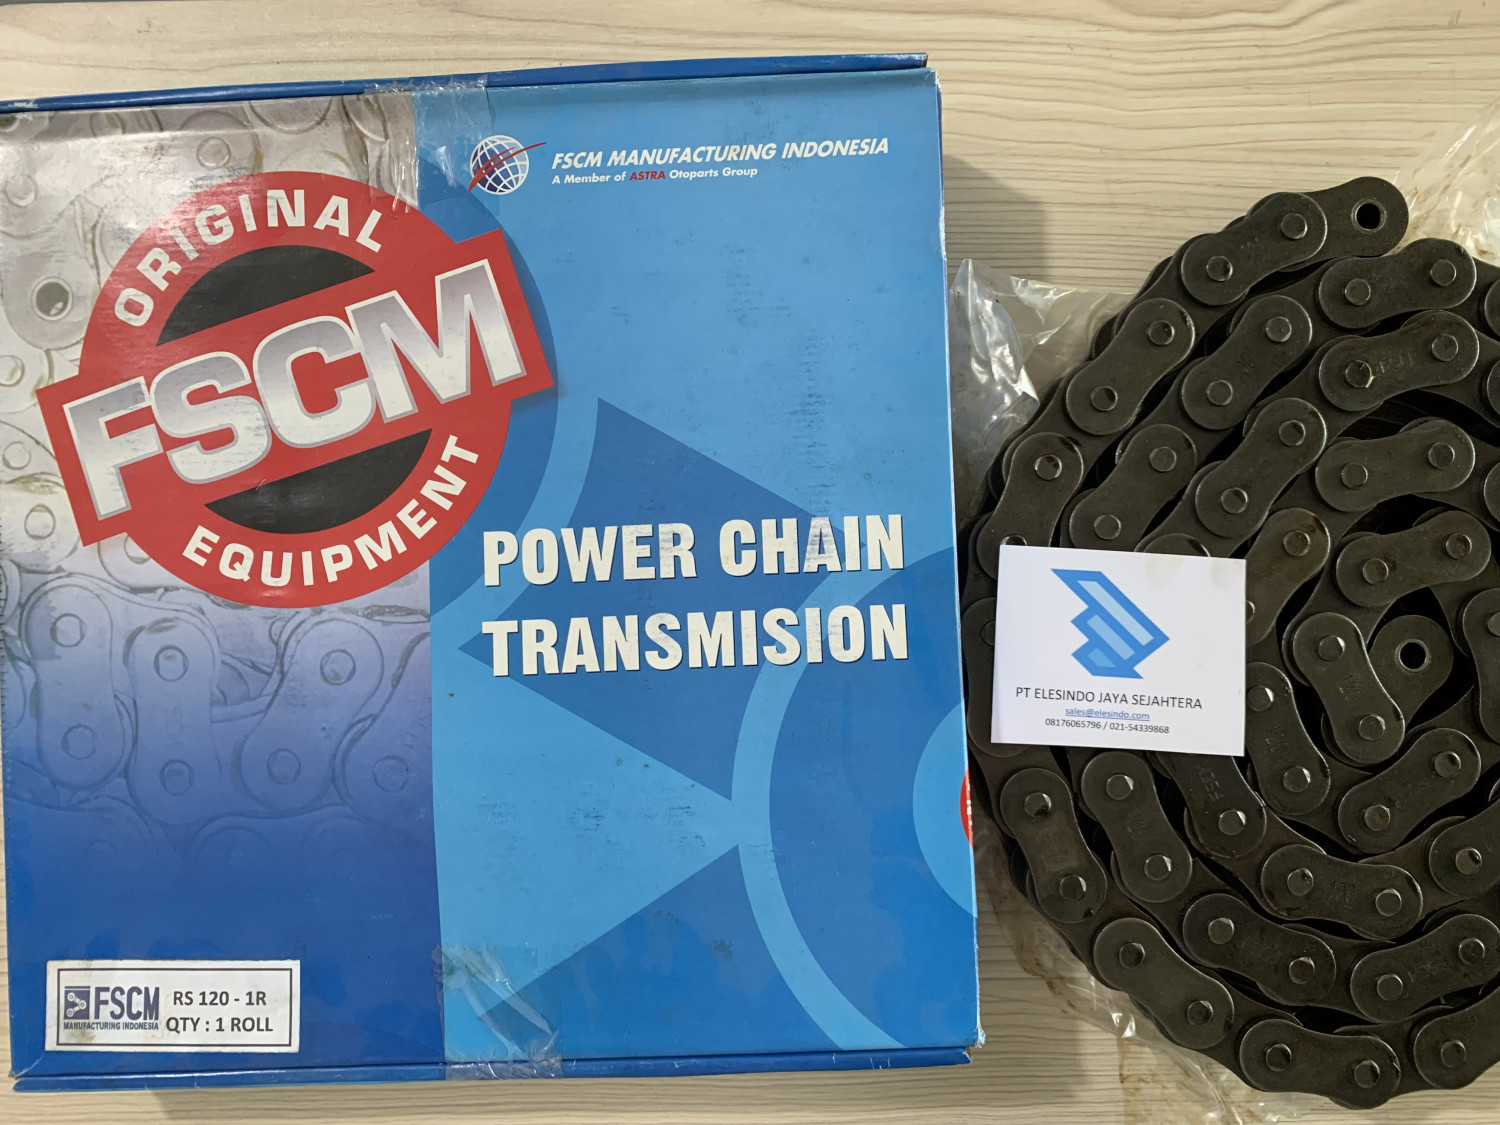 FSCM MANUFACTURING INDONESIA
A Member of ASTRA Otoparts Group
ORIGINAL
FSCM
EQUIPMENT
POWER CHAIN
TRANSMISION
FSCM
MANUFACTURING INDONESIA
RS 120 - 1R
QTY : 1 ROLL
PT ELESINDO JAYA SEJAHTERA
sales@elesindo.com
08176065796 / 021-54339868
120